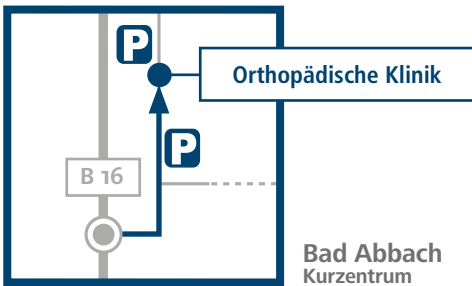 P
Orthopädische Klinik
P
B 16
Bad Abbach
Kurzentrum